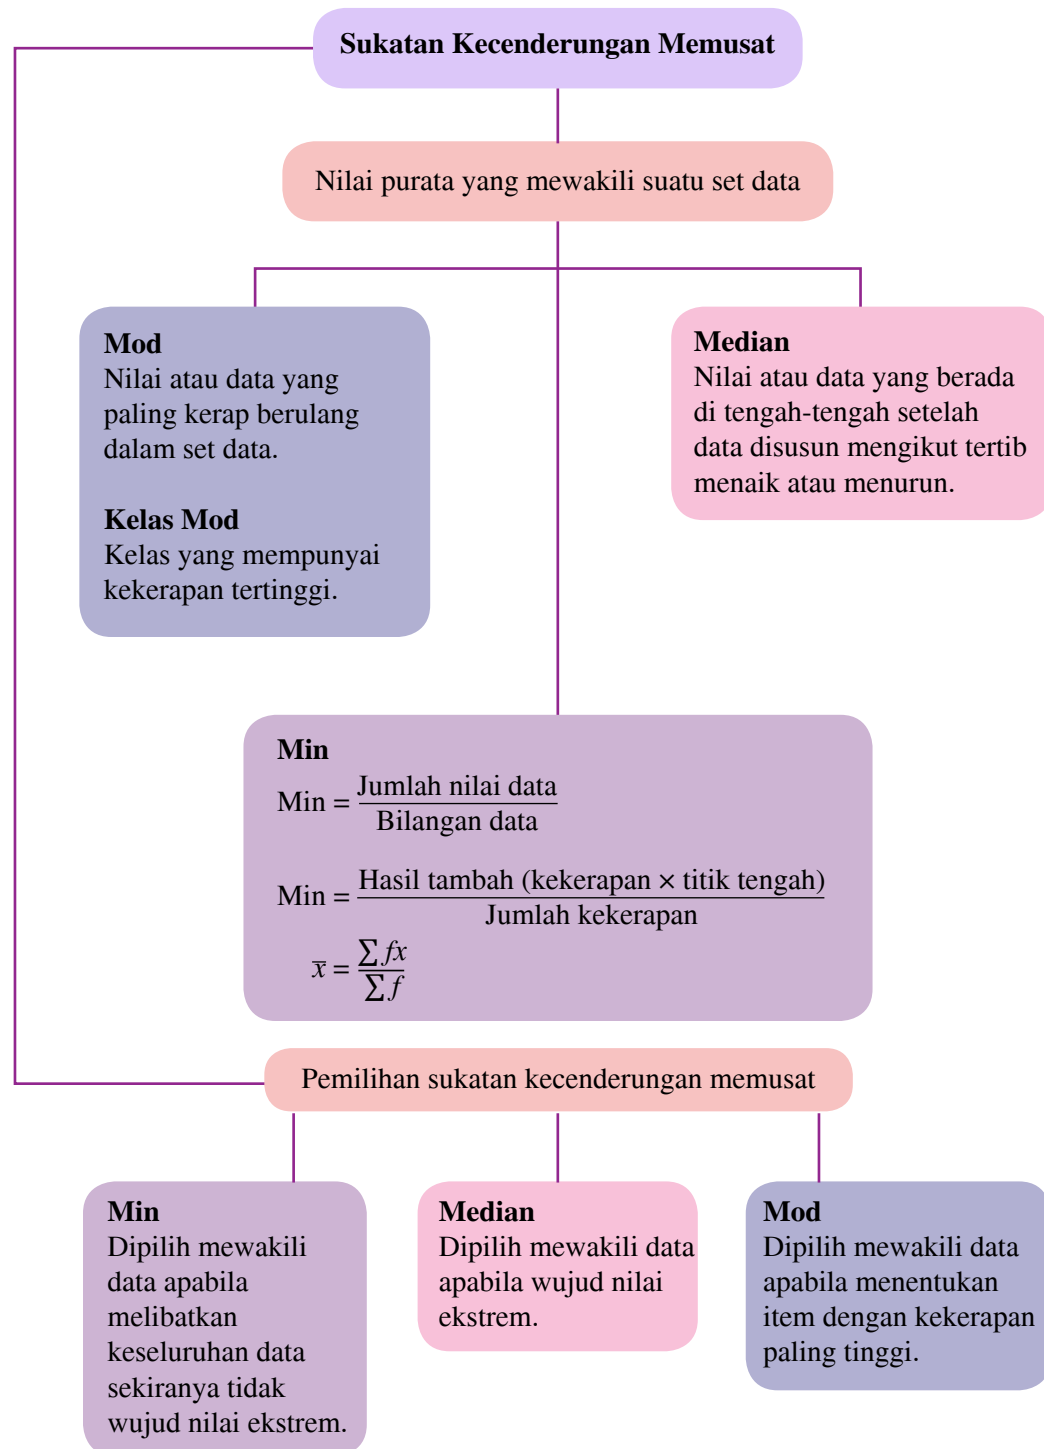 Sukatan Kecenderungan Memusat
Nilai purata yang mewakili suatu set data
Mod
Nilai atau data yang
paling kerap berulang
dalam set data.
Kelas Mod
Kelas yang mempunyai
kekerapan tertinggi.
Median
Nilai atau data yang berada
di tengah-tengah setelah
data disusun mengikut tertib
menaik atau menurun.
Min
Min = Jumlah nilai data / Bilangan data
Min = Hasil tambah (kekerapan × titik tengah) / Jumlah kekerapan
x̅ = ∑ fx / ∑ f
Pemilihan sukatan kecenderungan memusat
Min
Dipilih mewakili
data apabila
melibatkan
keseluruhan data
sekiranya tidak
wujud nilai ekstrem.
Median
Dipilih mewakili data
apabila wujud nilai
ekstrem.
Mod
Dipilih mewakili data
apabila menentukan
item dengan kekerapan
paling tinggi.